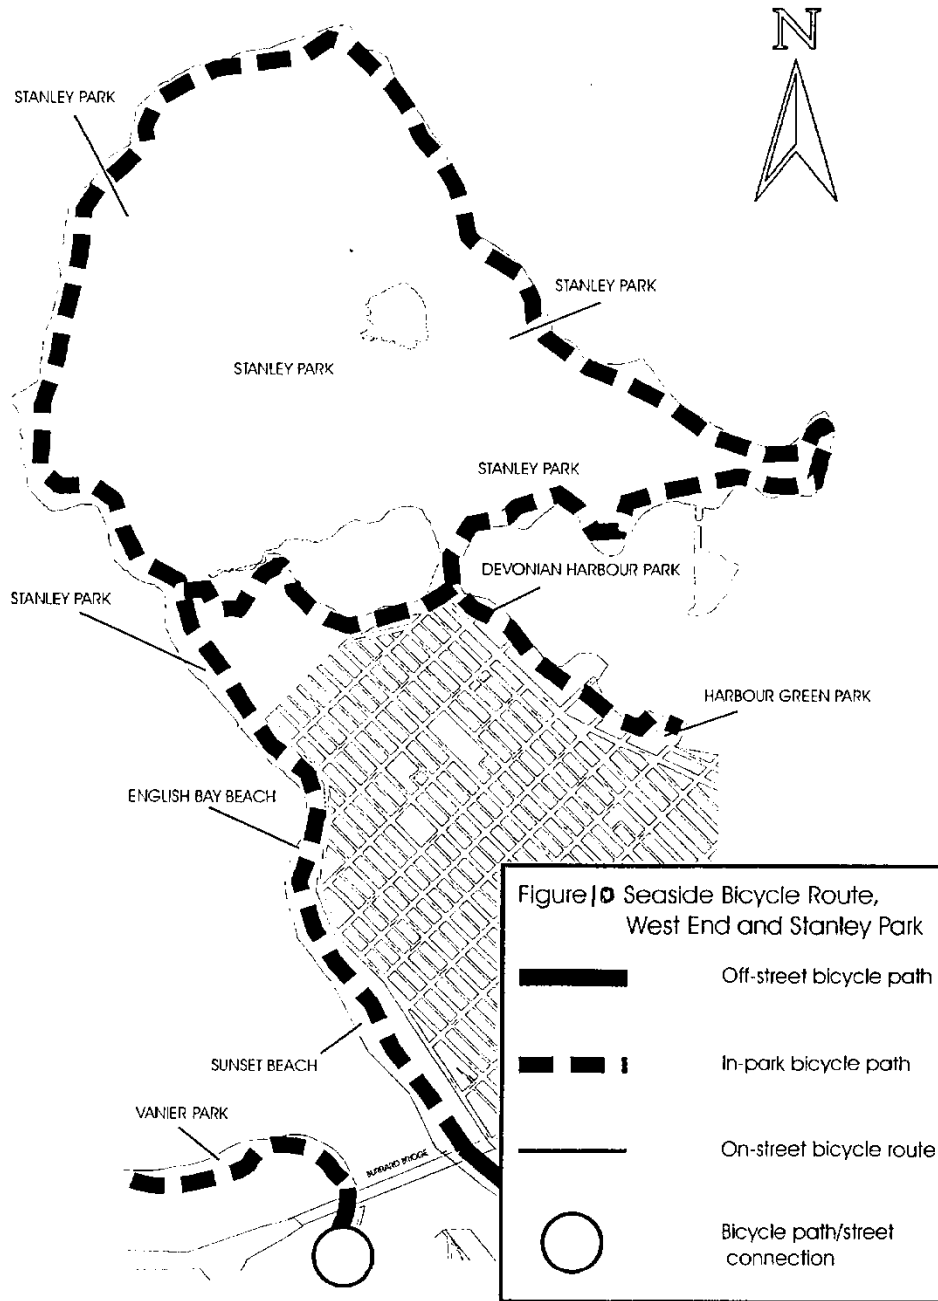 N
STANLEY PARK
STANLEY PARK
STANLEY PARK
STANLEY PARK
DEVONIAN HARBOUR PARK
STANLEY PARK
HARBOUR GREEN PARK
ENGLISH BAY BEACH
SUNSET BEACH
VANIER PARK
BURRARD BRIDGE
Figure 10 Seaside Bicycle Route,
West End and Stanley Park
Off-street bicycle path
In-park bicycle path
On-street bicycle route
Bicycle path/street
connection